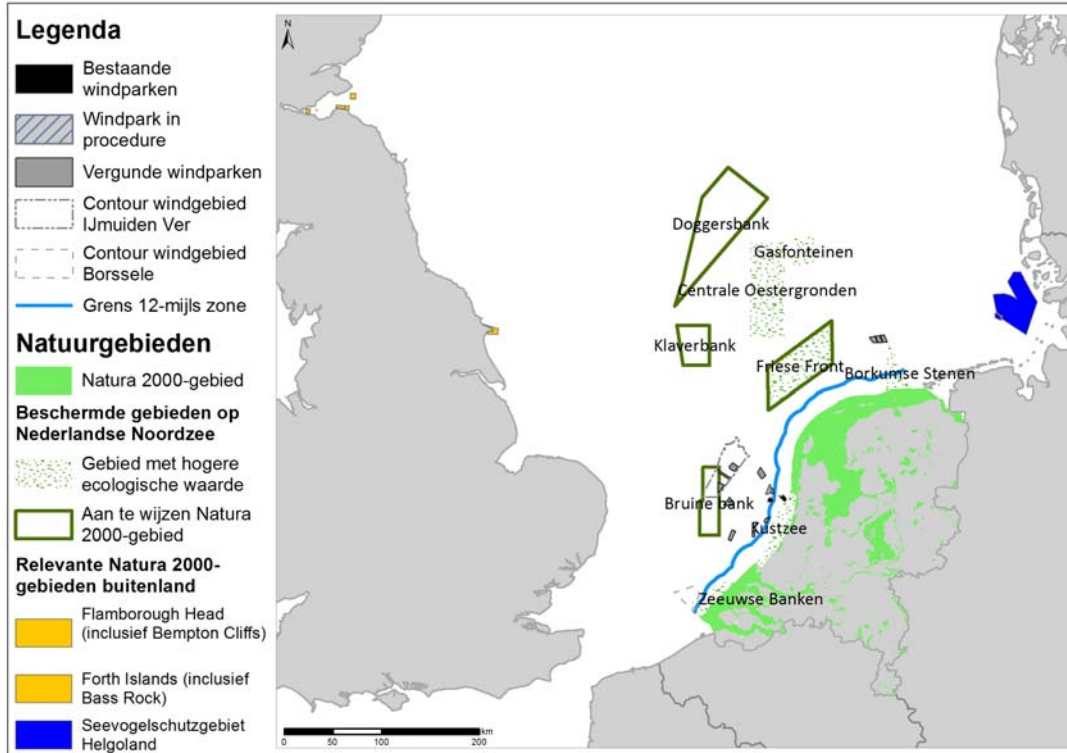 Legenda
Bestaande
windparken
Windpark in
procedure
Vergunde windparken
Contour windgebied
IJmuiden Ver
Contour windgebied
Borssele
Grens 12-mijls zone
Natuurgebieden
Natura 2000-gebied
Beschermde gebieden op
Nederlandse Noordzee
Gebied met hogere
ecologische waarde
Aan te wijzen Natura
2000-gebied
Relevante Natura 2000-
gebieden buitenland
Flamborough Head
(inclusief Bempton Cliffs)
Forth Islands (inclusief
Bass Rock)
Seevogelschutzgebiet
Helgoland
N
Doggersbank
Gasfonteinen
Centrale Oestergronden
Klaverbank
Friese Front
Borkumse Stenen
Bruine bank
Kustzee
Zeeuwse Banken
km
0 50 100 200